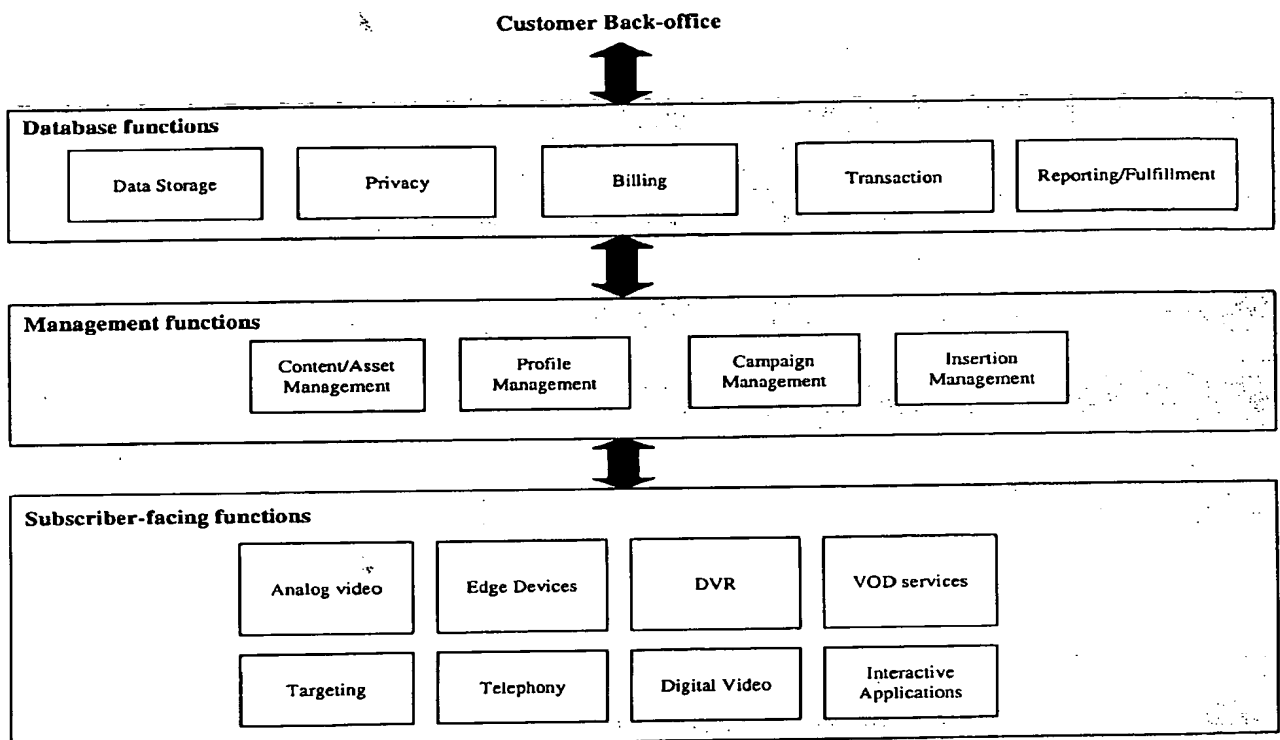 Customer Back-office
Database functions
Data Storage
Privacy
Billing
Transaction
Reporting/Fulfillment
Management functions
Content/Asset
Management
Profile
Management
Campaign
Management
Insertion
Management
Subscriber-facing functions
Analog video
Edge Devices
DVR
VOD services
Targeting
Telephony
Digital Video
Interactive
Applications